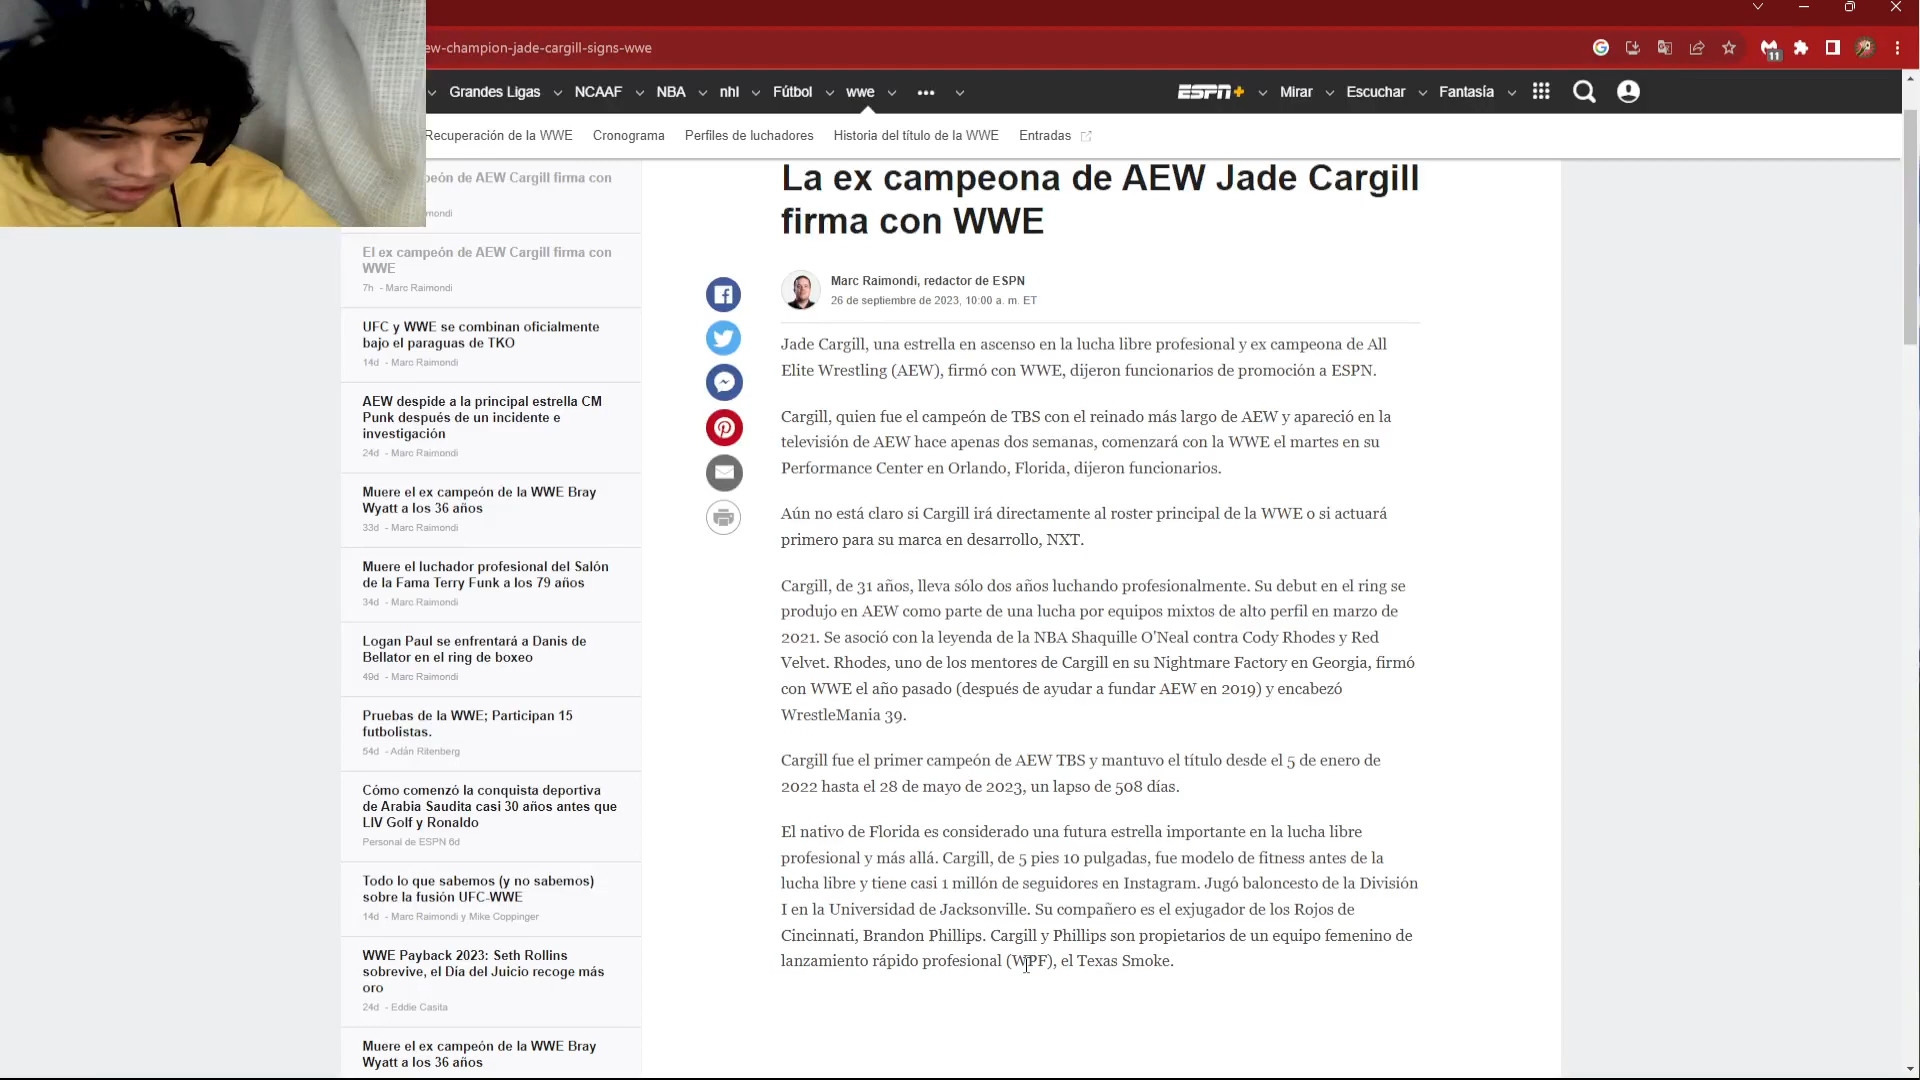 ew-champion-jade-cargill-signs-wwe
11
Grandes Ligas NCAAF NBA nhl Fútbol wwe ••• ESPN+ Mirar Escuchar Fantasía
Recuperación de la WWE Cronograma Perfiles de luchadores Historia del título de la WWE Entradas
peón de AEW Cargill firma con
mondi
El ex campeón de AEW Cargill firma con
WWE
7h - Marc Raimondi
UFC y WWE se combinan oficialmente
bajo el paraguas de TKO
14d - Marc Raimondi
AEW despide a la principal estrella CM
Punk después de un incidente e
investigación
24d - Marc Raimondi
Muere el ex campeón de la WWE Bray
Wyatt a los 36 años
33d - Marc Raimondi
Muere el luchador profesional del Salón
de la Fama Terry Funk a los 79 años
34d - Marc Raimondi
Logan Paul se enfrentará a Danis de
Bellator en el ring de boxeo
49d - Marc Raimondi
Pruebas de la WWE; Participan 15
futbolistas.
54d - Adán Ritenberg
Cómo comenzó la conquista deportiva
de Arabia Saudita casi 30 años antes que
LIV Golf y Ronaldo
Personal de ESPN 6d
Todo lo que sabemos (y no sabemos)
sobre la fusión UFC-WWE
14d - Marc Raimondi y Mike Coppinger
WWE Payback 2023: Seth Rollins
sobrevive, el Día del Juicio recoge más
oro
24d - Eddie Casita
Muere el ex campeón de la WWE Bray
Wyatt a los 36 años
La ex campeona de AEW Jade Cargill
firma con WWE
Marc Raimondi, redactor de ESPN
26 de septiembre de 2023, 10:00 a. m. ET
Jade Cargill, una estrella en ascenso en la lucha libre profesional y ex campeona de All
Elite Wrestling (AEW), firmó con WWE, dijeron funcionarios de promoción a ESPN.
Cargill, quien fue el campeón de TBS con el reinado más largo de AEW y apareció en la
televisión de AEW hace apenas dos semanas, comenzará con la WWE el martes en su
Performance Center en Orlando, Florida, dijeron funcionarios.
Aún no está claro si Cargill irá directamente al roster principal de la WWE o si actuará
primero para su marca en desarrollo, NXT.
Cargill, de 31 años, lleva sólo dos años luchando profesionalmente. Su debut en el ring se
produjo en AEW como parte de una lucha por equipos mixtos de alto perfil en marzo de
2021. Se asoció con la leyenda de la NBA Shaquille O'Neal contra Cody Rhodes y Red
Velvet. Rhodes, uno de los mentores de Cargill en su Nightmare Factory en Georgia, firmó
con WWE el año pasado (después de ayudar a fundar AEW en 2019) y encabezó
WrestleMania 39.
Cargill fue el primer campeón de AEW TBS y mantuvo el título desde el 5 de enero de
2022 hasta el 28 de mayo de 2023, un lapso de 508 días.
El nativo de Florida es considerado una futura estrella importante en la lucha libre
profesional y más allá. Cargill, de 5 pies 10 pulgadas, fue modelo de fitness antes de la
lucha libre y tiene casi 1 millón de seguidores en Instagram. Jugó baloncesto de la División
I en la Universidad de Jacksonville. Su compañero es el exjugador de los Rojos de
Cincinnati, Brandon Phillips. Cargill y Phillips son propietarios de un equipo femenino de
lanzamiento rápido profesional (WPF), el Texas Smoke.